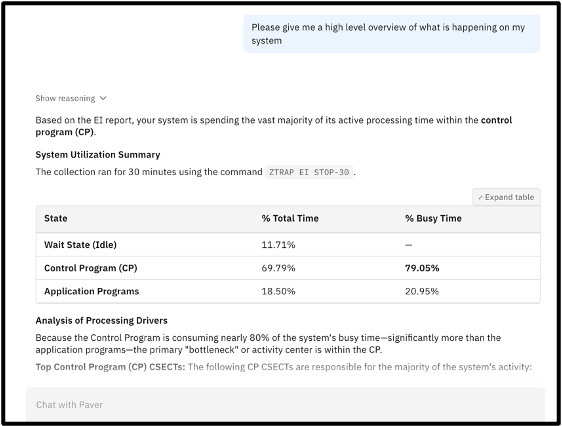 Please give me a high level overview of what is happening on my
system
Show reasoning
Based on the EI report, your system is spending the vast majority of its active processing time within the control
program (CP).
System Utilization Summary
The collection ran for 30 minutes using the command ZTRAP EI STOP-30.
Expand table
State % Total Time % Busy Time
Wait State (Idle) 11.71% —
Control Program (CP) 69.79% 79.05%
Application Programs 18.50% 20.95%
Analysis of Processing Drivers
Because the Control Program is consuming nearly 80% of the system's busy time—significantly more than the
application programs—the primary "bottleneck" or activity center is within the CP.
Top Control Program (CP) CSECTs: The following CP CSECTs are responsible for the majority of the system's activity:
Chat with Paver